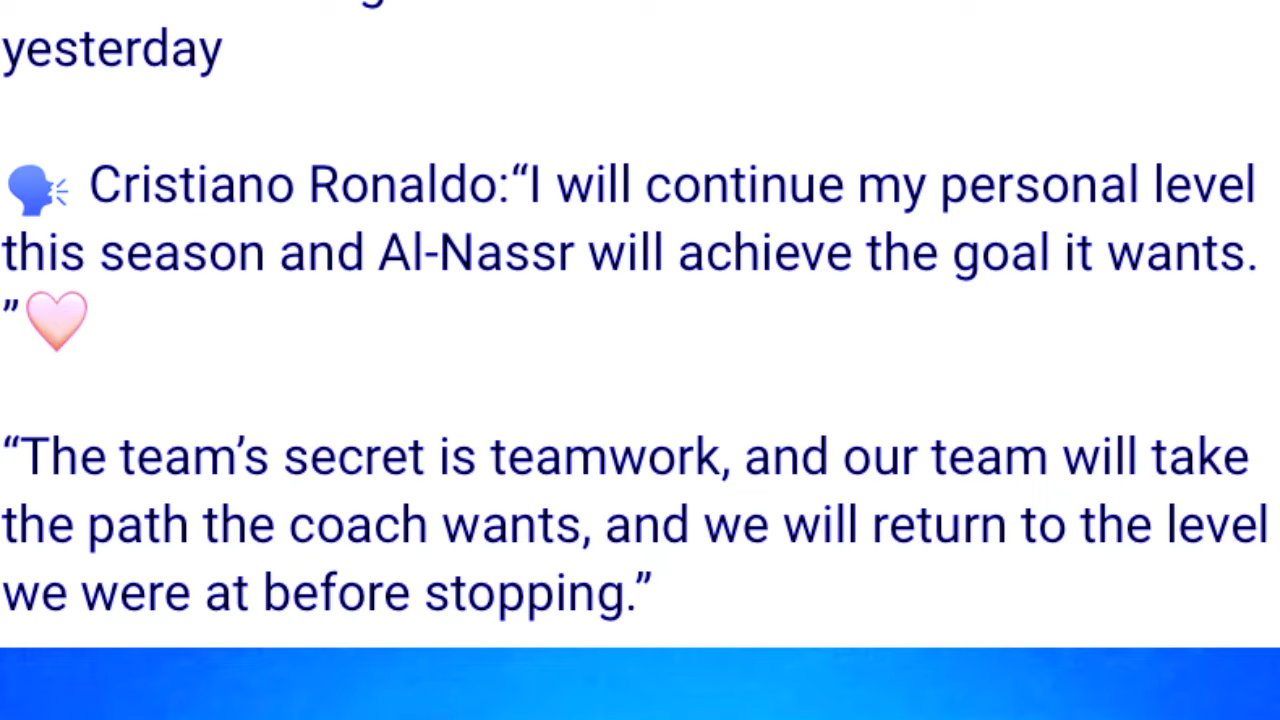 yesterday
🗣 Cristiano Ronaldo:“I will continue my personal level
this season and Al-Nassr will achieve the goal it wants.
”🩷
“The team’s secret is teamwork, and our team will take
the path the coach wants, and we will return to the level
we were at before stopping.”